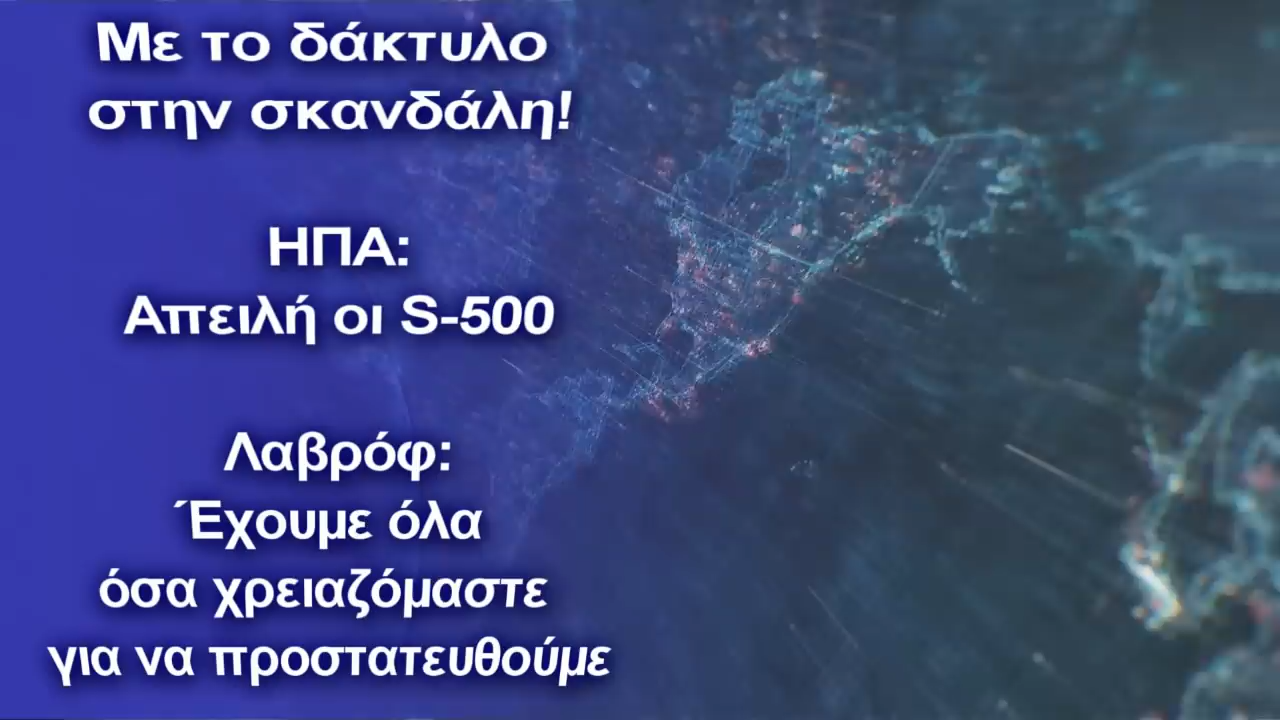 Με το δάκτυλο
στην σκανδάλη!
ΗΠΑ:
Απειλή οι S-500
Λαβρόφ:
Έχουμε όλα
όσα χρειαζόμαστε
για να προστατευθούμε